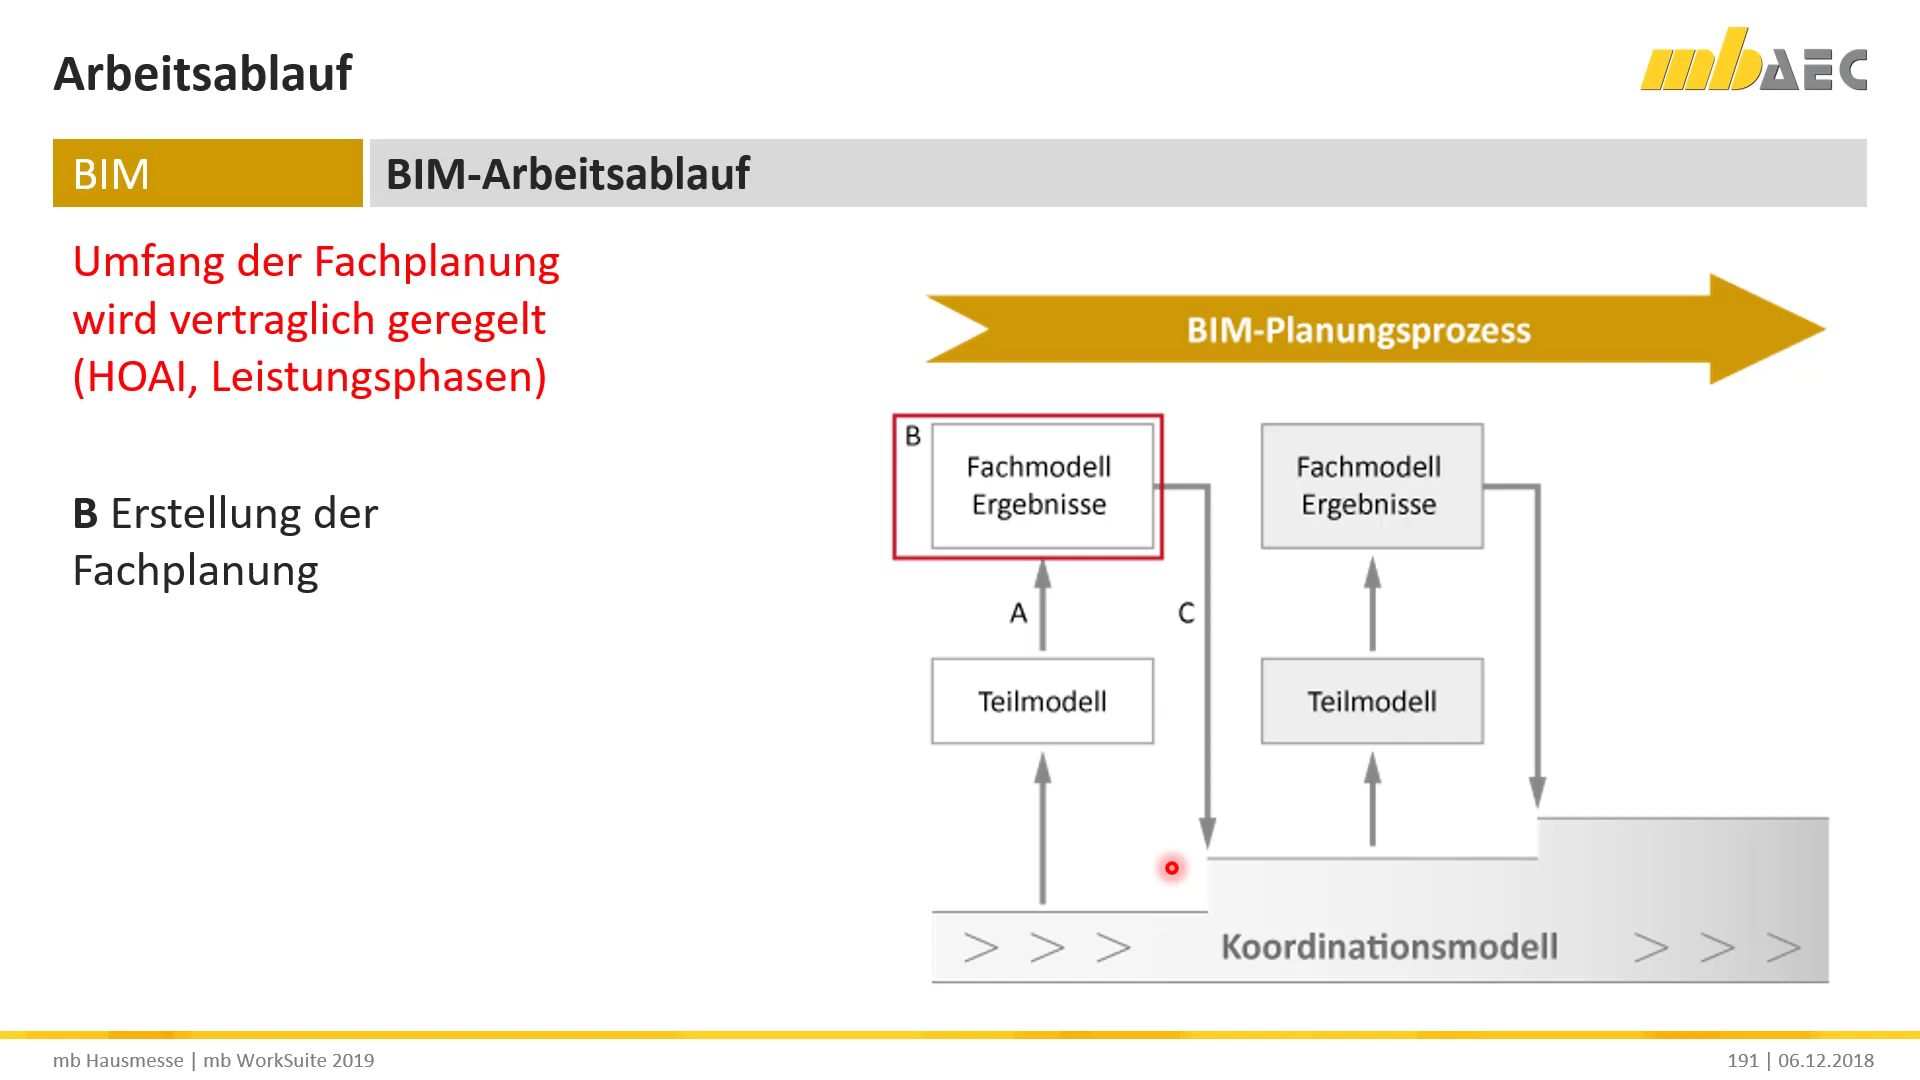 Arbeitsablauf
mbAEC
BIM
BIM-Arbeitsablauf
Umfang der Fachplanung
wird vertraglich geregelt
(HOAI, Leistungsphasen)
B Erstellung der
Fachplanung
BIM-Planungsprozess
B
Fachmodell
Ergebnisse
Fachmodell
Ergebnisse
A
C
Teilmodell
Teilmodell
> > > Koordinationsmodell > > >
mb Hausmesse | mb WorkSuite 2019
191 | 06.12.2018